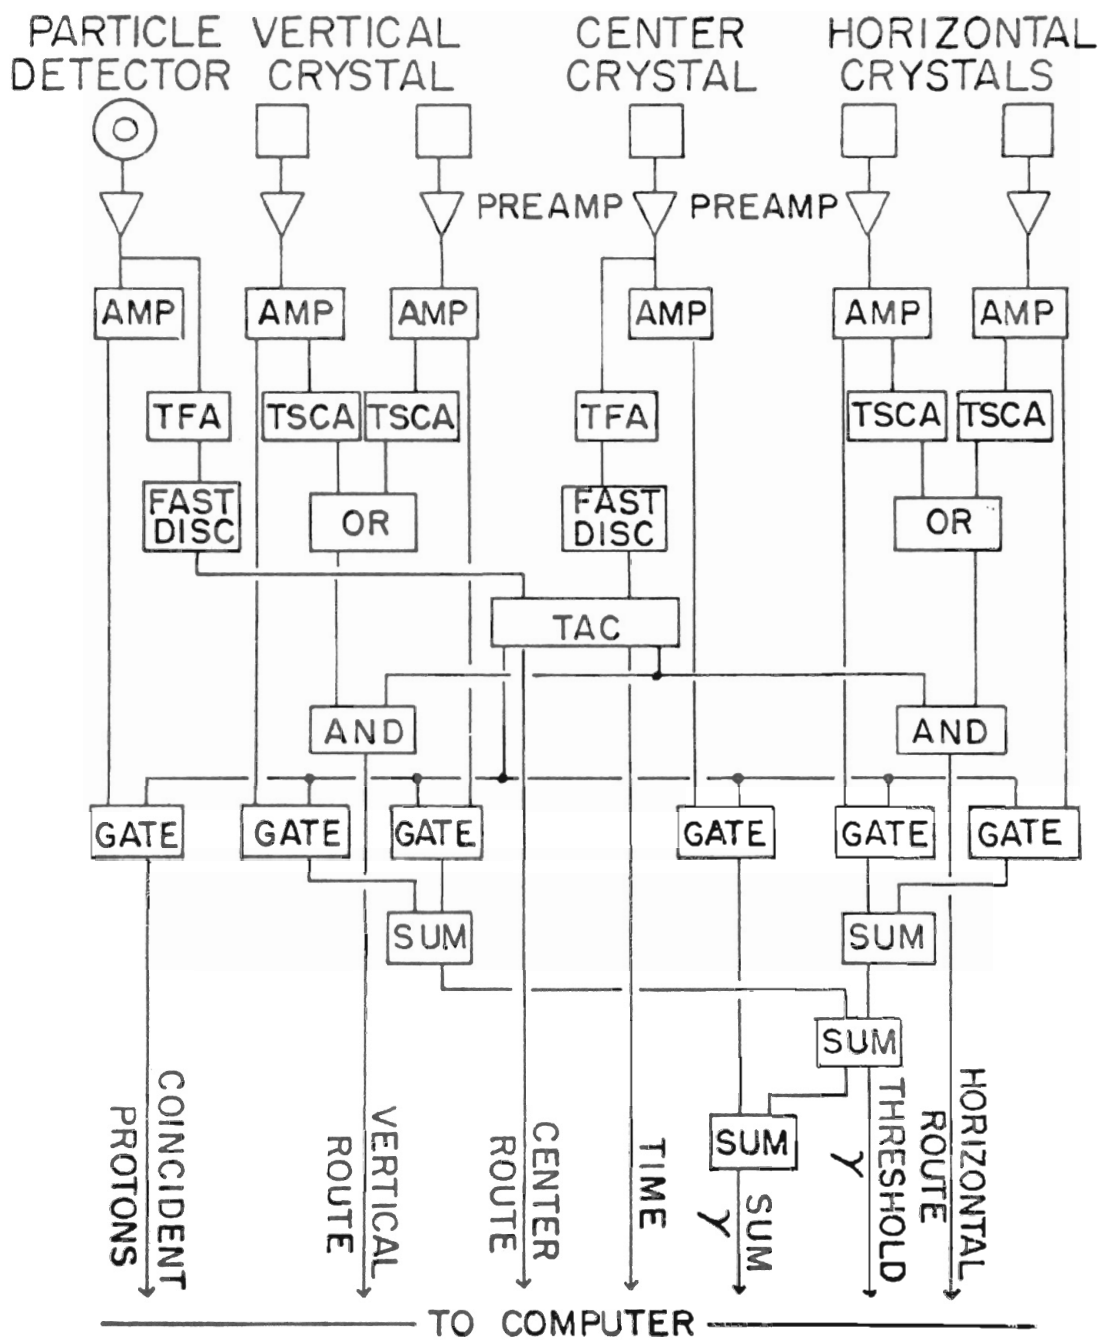 PARTICLE DETECTOR
VERTICAL CRYSTAL
CENTER CRYSTAL
HORIZONTAL CRYSTALS
PREAMP
PREAMP
AMP
AMP
AMP
AMP
AMP
AMP
TFA
TSCA
TSCA
TFA
TSCA
TSCA
FAST DISC
OR
FAST DISC
OR
TAC
AND
AND
GATE
GATE
GATE
GATE
GATE
GATE
SUM
SUM
SUM
SUM
COINCIDENT PROTONS
VERTICAL ROUTE
CENTER ROUTE
TIME
SUM γ
THRESHOLD γ
HORIZONTAL ROUTE
TO COMPUTER